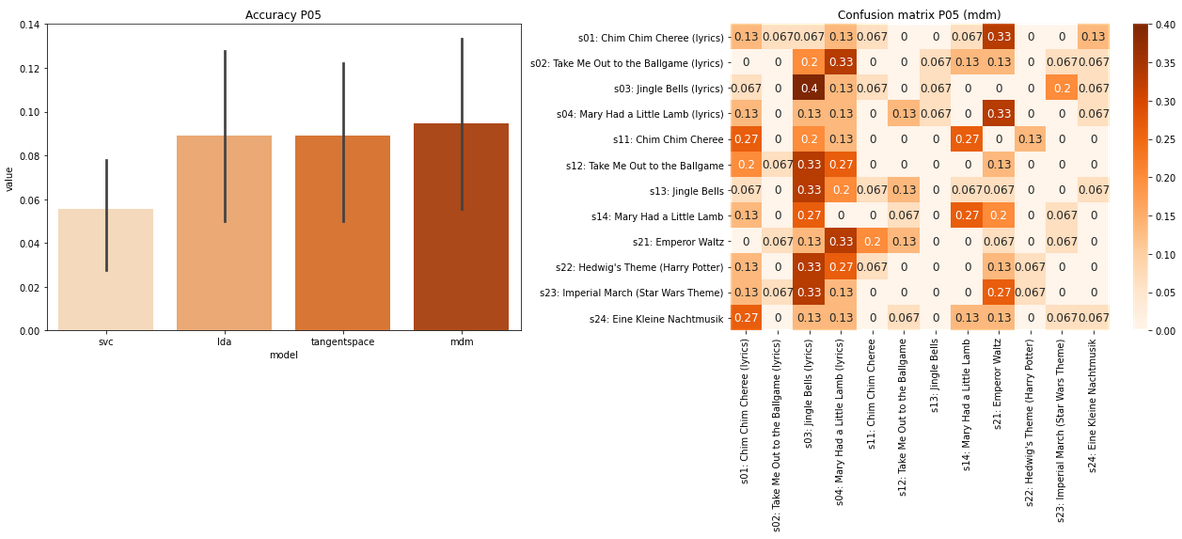 Accuracy P05
0.14
0.12
0.10
0.08
0.06
0.04
0.02
0.00
value
svc
lda
tangentspace
mdm
model
Confusion matrix P05 (mdm)
s01: Chim Chim Cheree (lyrics) 0.13 0.067 0.067 0.13 0.067 0 0 0.067 0.33 0 0 0.13
s02: Take Me Out to the Ballgame (lyrics) 0 0 0.2 0.33 0 0 0.067 0.13 0.13 0 0.067 0.067
s03: Jingle Bells (lyrics) 0.067 0 0.4 0.13 0.067 0 0.067 0 0 0 0.2 0.067
s04: Mary Had a Little Lamb (lyrics) 0.13 0 0.13 0.13 0 0.13 0.067 0 0.33 0 0 0.067
s11: Chim Chim Cheree 0.27 0 0.2 0.13 0 0 0 0.27 0 0.13 0 0
s12: Take Me Out to the Ballgame 0.2 0.067 0.33 0.27 0 0 0 0 0.13 0 0 0
s13: Jingle Bells 0.067 0 0.33 0.2 0.067 0.13 0 0.067 0.067 0 0 0.067
s14: Mary Had a Little Lamb 0.13 0 0.27 0 0 0.067 0 0.27 0.2 0 0.067 0
s21: Emperor Waltz 0 0.067 0.13 0.33 0.2 0.13 0 0 0.067 0 0.067 0
s22: Hedwig's Theme (Harry Potter) 0.13 0 0.33 0.27 0.067 0 0 0 0.13 0.067 0 0
s23: Imperial March (Star Wars Theme) 0.13 0.067 0.33 0.13 0 0 0 0 0.27 0.067 0 0
s24: Eine Kleine Nachtmusik 0.27 0 0.13 0.13 0 0.067 0 0.13 0.13 0 0.067 0.067
s01: Chim Chim Cheree (lyrics)
s02: Take Me Out to the Ballgame (lyrics)
s03: Jingle Bells (lyrics)
s04: Mary Had a Little Lamb (lyrics)
s11: Chim Chim Cheree
s12: Take Me Out to the Ballgame
s13: Jingle Bells
s14: Mary Had a Little Lamb
s21: Emperor Waltz
s22: Hedwig's Theme (Harry Potter)
s23: Imperial March (Star Wars Theme)
s24: Eine Kleine Nachtmusik
0.40
0.35
0.30
0.25
0.20
0.15
0.10
0.05
0.00